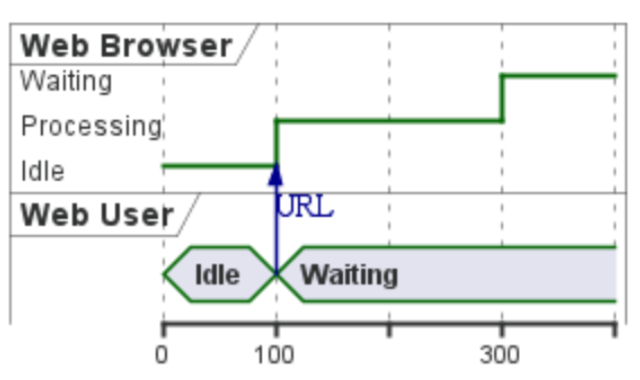 Web Browser
Waiting
Processing
Idle
Web User
URL
Idle Waiting
0 100 300